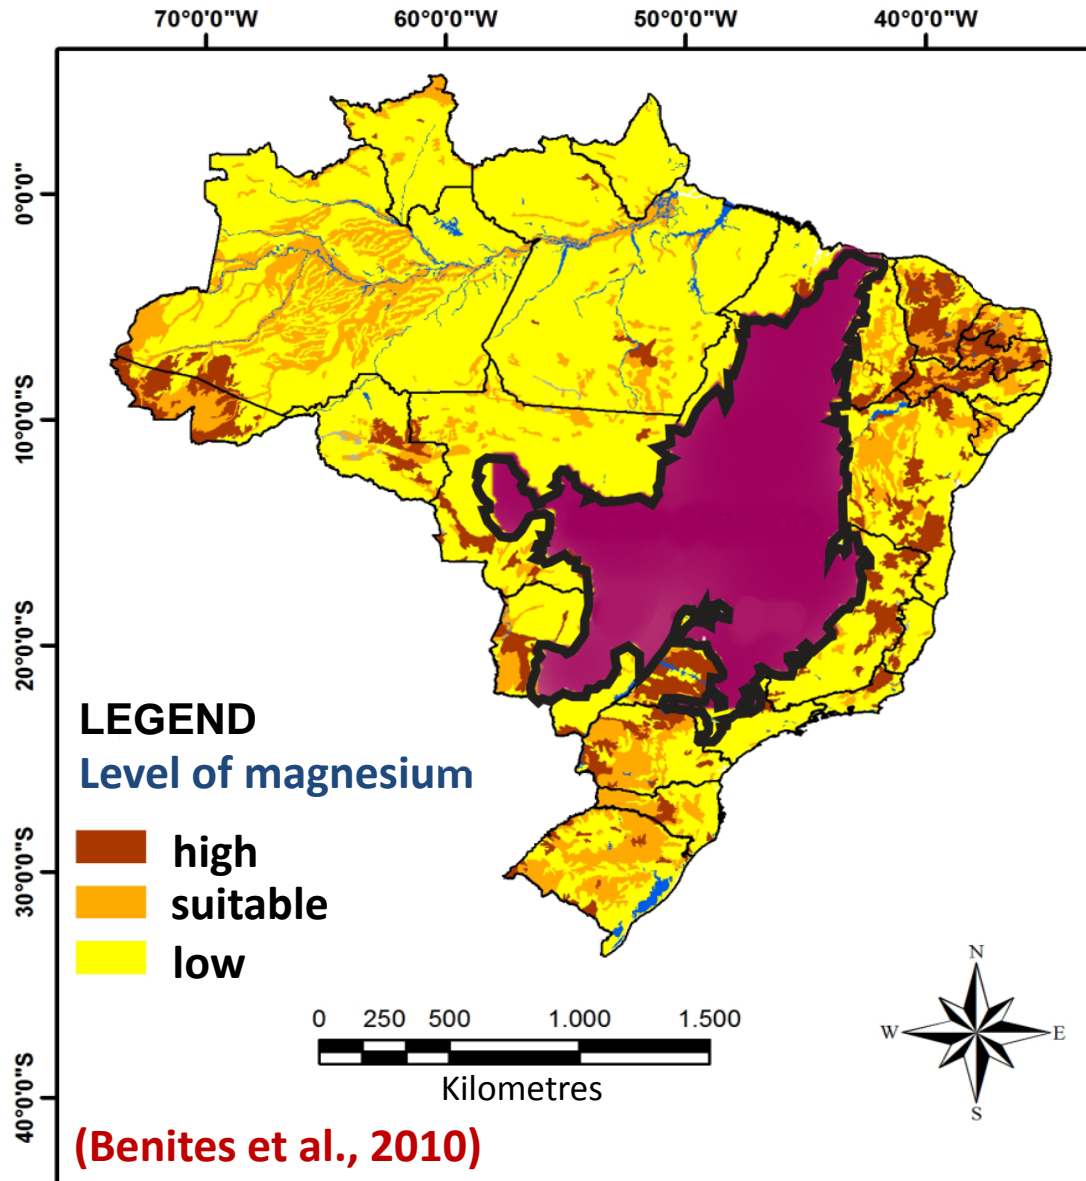 70°0'0"W 60°0'0"W 50°0'0"W 40°0'0"W
0°0'0"
10°0'0"S
20°0'0"S
30°0'0"S
40°0'0"S
LEGEND
Level of magnesium
high
suitable
low
0 250 500 1.000 1.500
Kilometres
N
W E
S
(Benites et al., 2010)